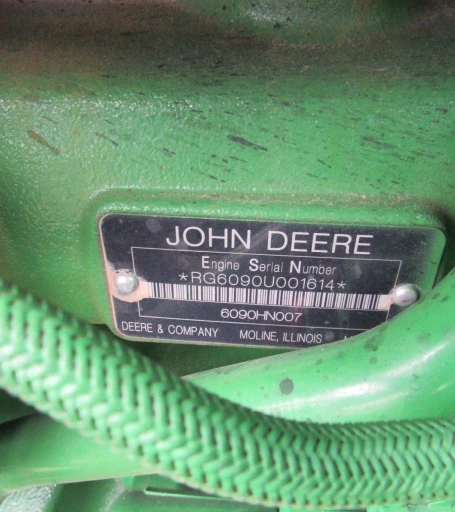 JOHN DEERE
Engine Serial Number
*RG6090U001614*
6090HN007
DEERE & COMPANY MOLINE, ILLINOIS